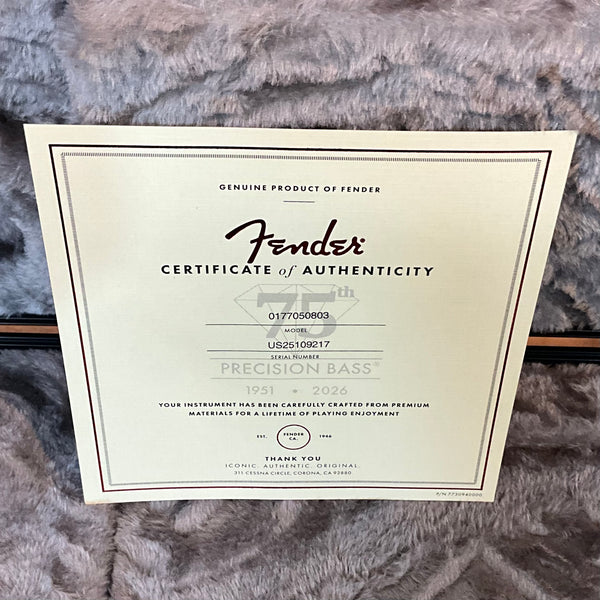 GENUINE PRODUCT OF FENDER
Fender
CERTIFICATE of AUTHENTICITY
75th
0177050803
MODEL
US25109217
SERIAL NUMBER
PRECISION BASS®
1951 • 2026
YOUR INSTRUMENT HAS BEEN CAREFULLY CRAFTED FROM PREMIUM
MATERIALS FOR A LIFETIME OF PLAYING ENJOYMENT
EST. FENDER CA. 1946
THANK YOU
ICONIC. AUTHENTIC. ORIGINAL.
311 CESSNA CIRCLE, CORONA, CA 92880
P/N 7730940000